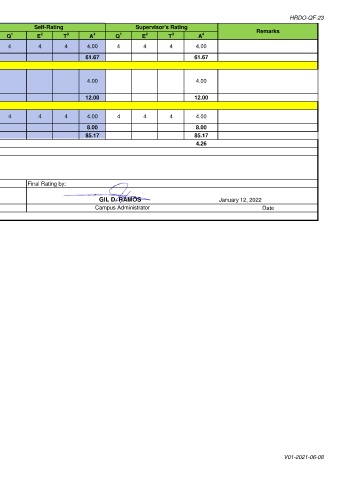 HRDO-QF-23
Self-Rating Supervisor's Rating Remarks
Q¹ E² T³ A⁴ Q¹ E² T³ A⁴
4 4 4 4.00 4 4 4 4.00
61.67 61.67
4.00 4.00
12.00 12.00
4 4 4 4.00 4 4 4 4.00
8.00 8.00
85.17 85.17
4.26
Final Rating by:
GIL D. RAMOS January 12, 2022
Campus Administrator Date
V01-2021-06-08